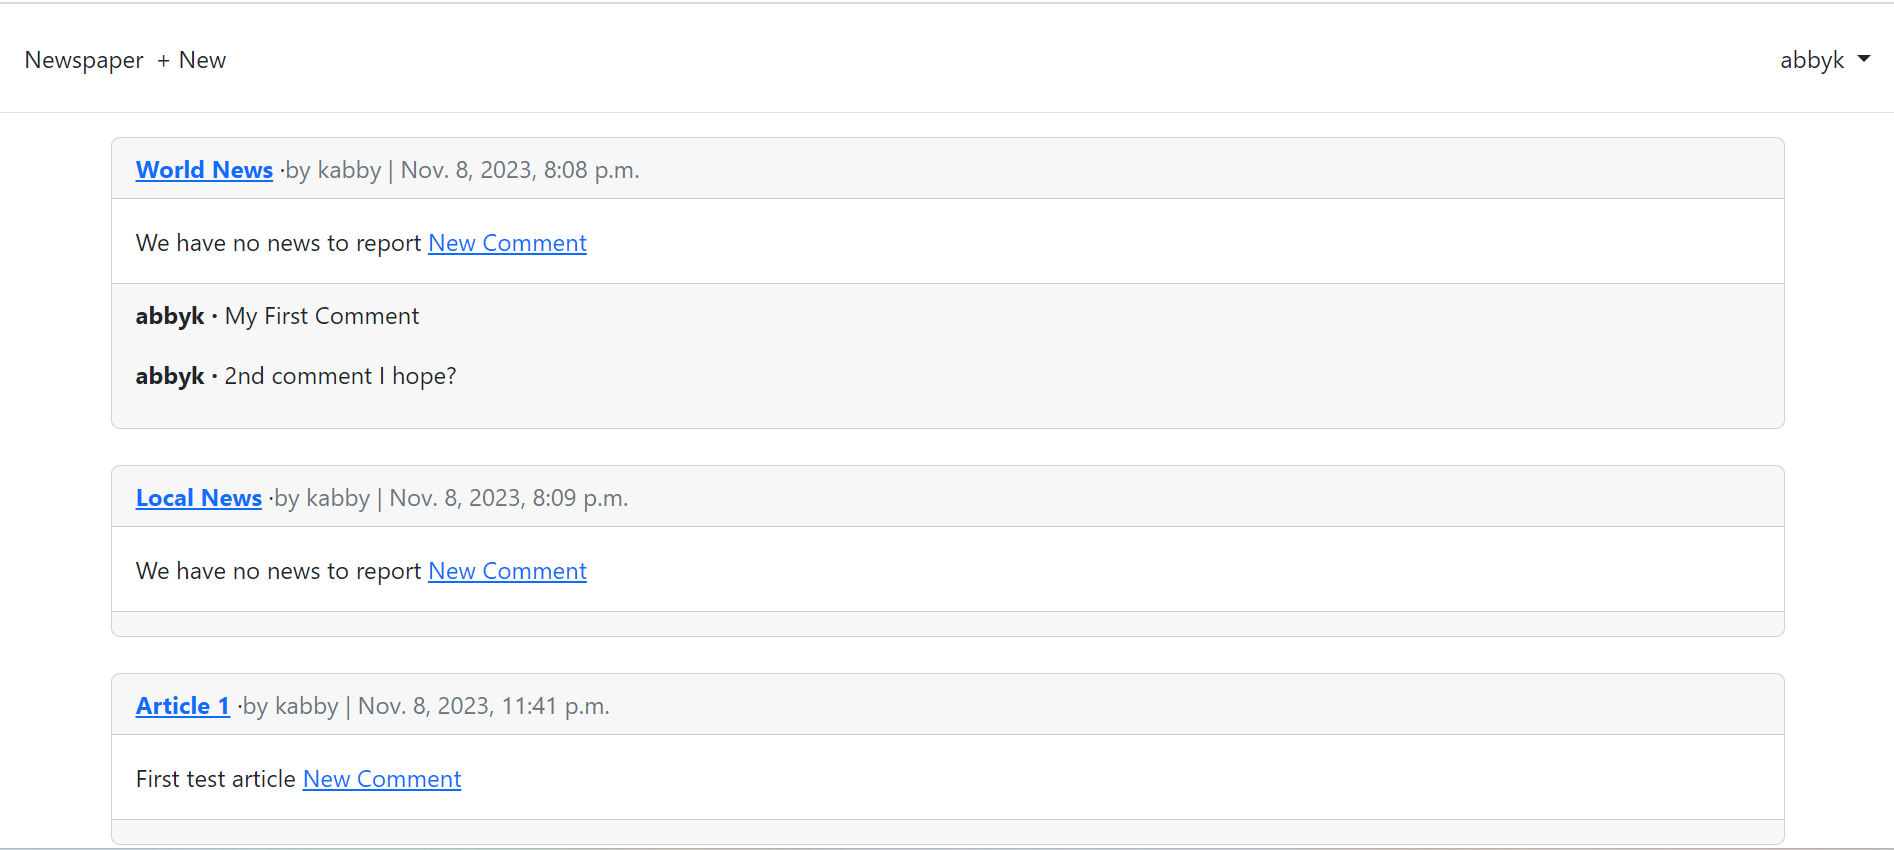 Newspaper + New abbyk
World News ·by kabby | Nov. 8, 2023, 8:08 p.m.
We have no news to report New Comment
abbyk · My First Comment
abbyk · 2nd comment I hope?
Local News ·by kabby | Nov. 8, 2023, 8:09 p.m.
We have no news to report New Comment
Article 1 ·by kabby | Nov. 8, 2023, 11:41 p.m.
First test article New Comment